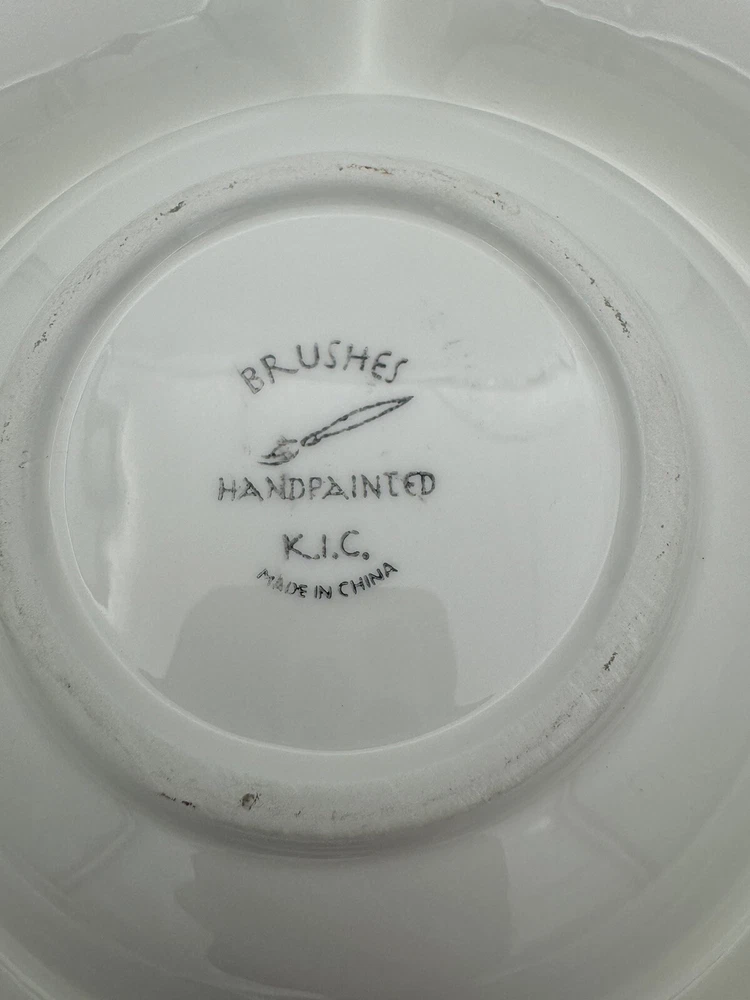 BRUSHES
HANDPAINTED
K.I.C.
MADE IN CHINA